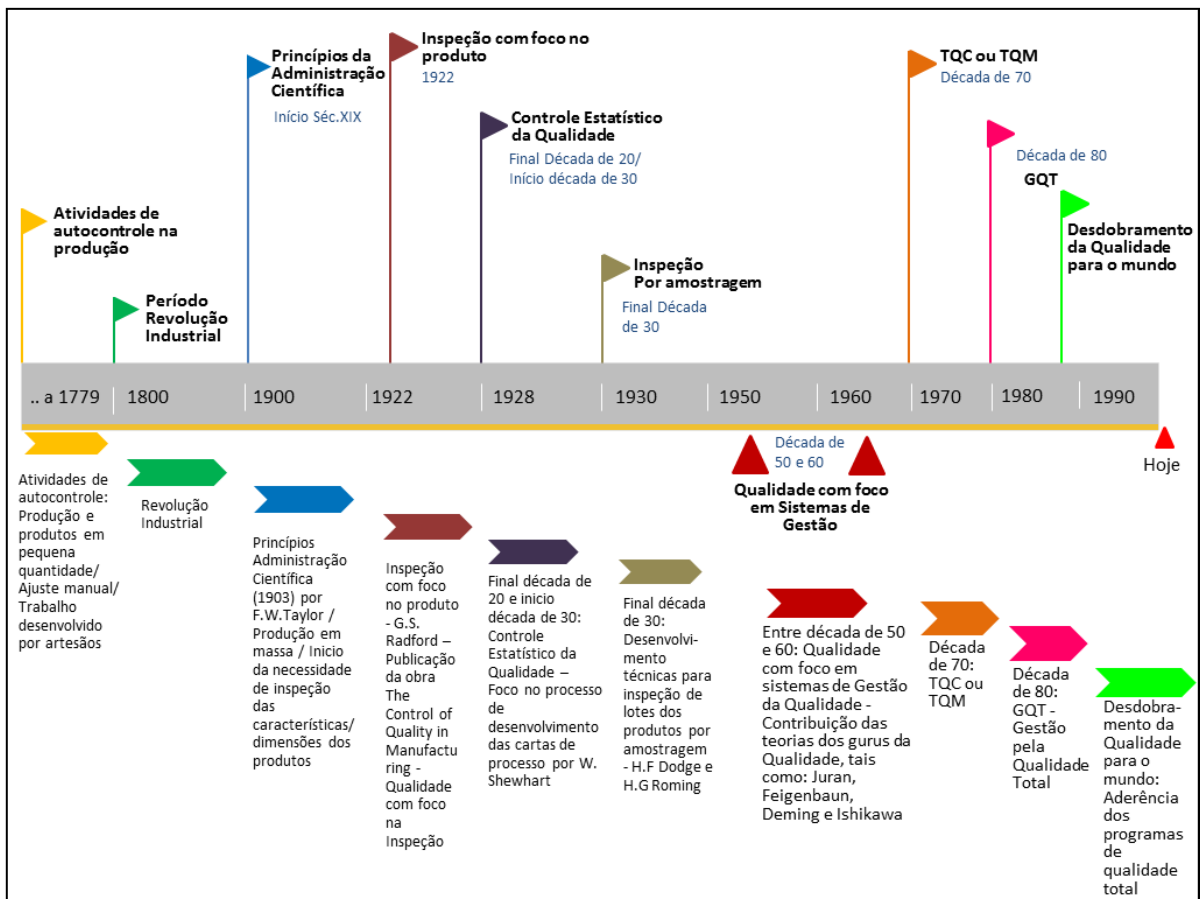 Atividades de
autocontrole na
produção
Período
Revolução
Industrial
Princípios da
Administração
Científica
Início Séc.XIX
Inspeção com foco no
produto
1922
Controle Estatístico
da Qualidade
Final Década de 20/
Início década de 30
Inspeção
Por amostragem
Final Década
de 30
TQC ou TQM
Década de 70
Década de 80
GQT
Desdobramento
da Qualidade
para o mundo
.. a 1779
1800
1900
1922
1928
1930
1950
1960
1970
1980
1990
Década de
50 e 60
Qualidade com foco
em Sistemas de
Gestão
Hoje
Atividades de
autocontrole:
Produção e
produtos em
pequena
quantidade/
Ajuste manual/
Trabalho
desenvolvido
por artesãos
Revolução
Industrial
Princípios
Administração
Científica
(1903) por
F.W.Taylor /
Produção em
massa / Inicio
da necessidade
de inspeção
das
características/
dimensões dos
produtos
Inspeção
com foco
no produto
- G.S.
Radford –
Publicação
da obra
The
Control of
Quality in
Manufactu
ring -
Qualidade
com foco
na
Inspeção
Final década de
20 e inicio
década de 30:
Controle
Estatístico da
Qualidade –
Foco no processo
de
desenvolvimento
das cartas de
processo por W.
Shewhart
Final década
de 30:
Desenvolvi-
mento
técnicas para
inspeção de
lotes dos
produtos por
amostragem
- H.F Dodge e
H.G Roming
Entre década de 50
e 60: Qualidade
com foco em
sistemas de Gestão
da Qualidade -
Contribuição das
teorias dos gurus da
Qualidade, tais
como: Juran,
Feigenbaun,
Deming e Ishikawa
Década
de 70:
TQC ou
TQM
Década
de 80:
GQT -
Gestão
pela
Qualidade
Total
Desdobra-
mento da
Qualidade
para o
mundo:
Aderência
dos
programas
de
qualidade
total